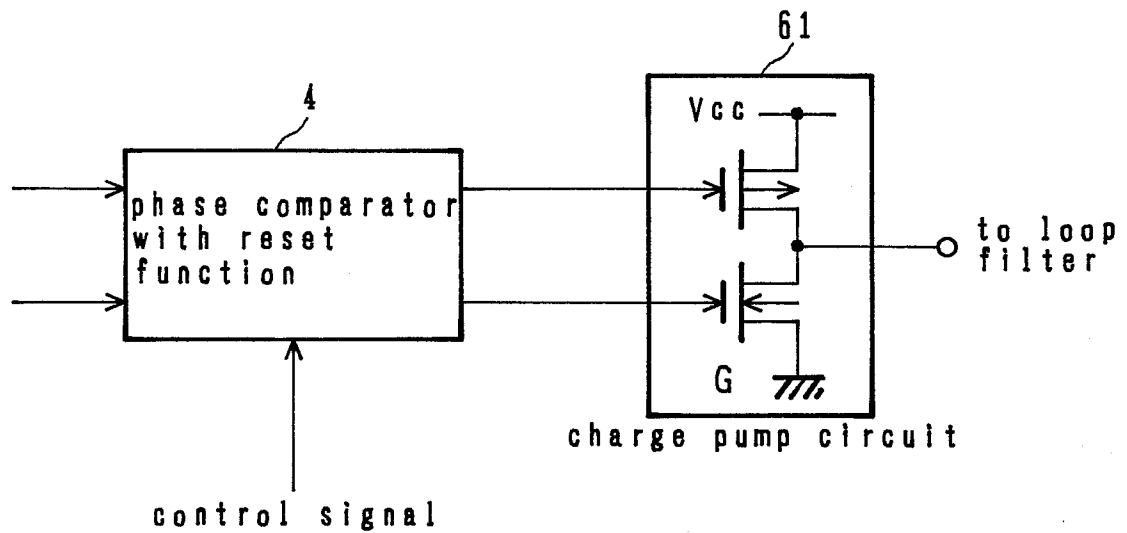 61
4
Vcc
phase comparator
with reset
function
to loop
filter
G
charge pump circuit
control signal